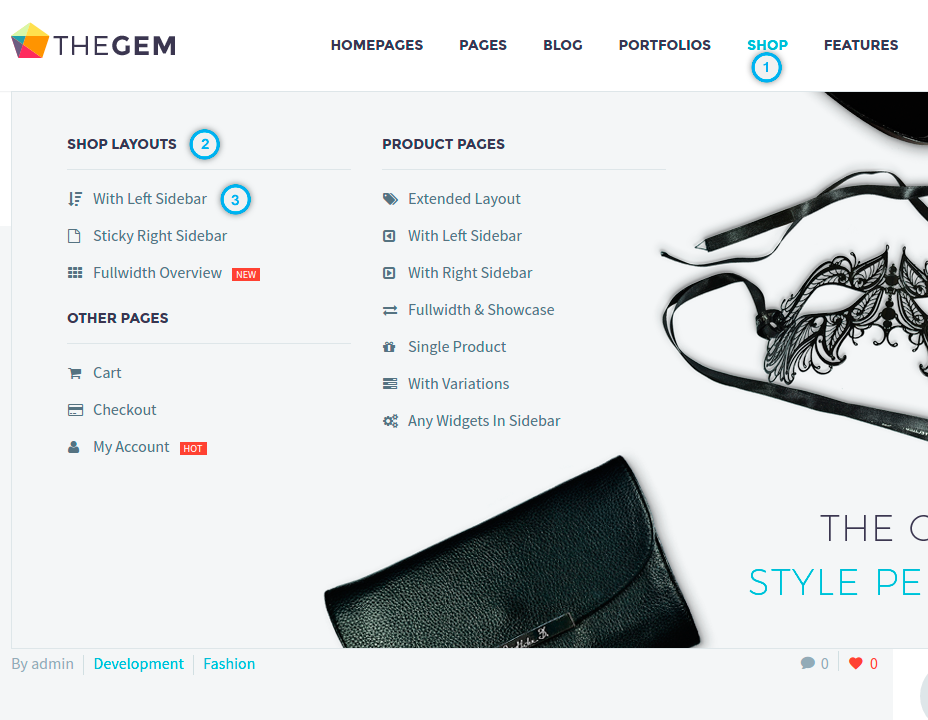 THEGEM
HOMEPAGES PAGES BLOG PORTFOLIOS SHOP FEATURES
1
SHOP LAYOUTS 2
With Left Sidebar 3
Sticky Right Sidebar
Fullwidth Overview NEW
OTHER PAGES
Cart
Checkout
My Account HOT
PRODUCT PAGES
Extended Layout
With Left Sidebar
With Right Sidebar
Fullwidth & Showcase
Single Product
With Variations
Any Widgets In Sidebar
THE
STYLE PE
By admin Development Fashion 0 0